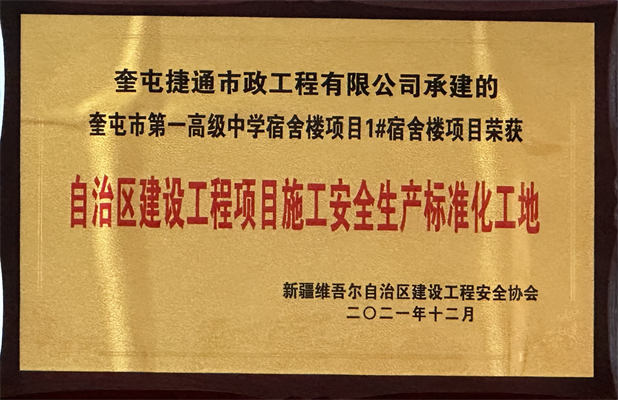 奎屯捷通市政工程有限公司承建的
奎屯市第一高级中学宿舍楼项目1#宿舍楼项目荣获
自治区建设工程项目施工安全生产标准化工地
新疆维吾尔自治区建设工程安全协会
二〇二一年十二月